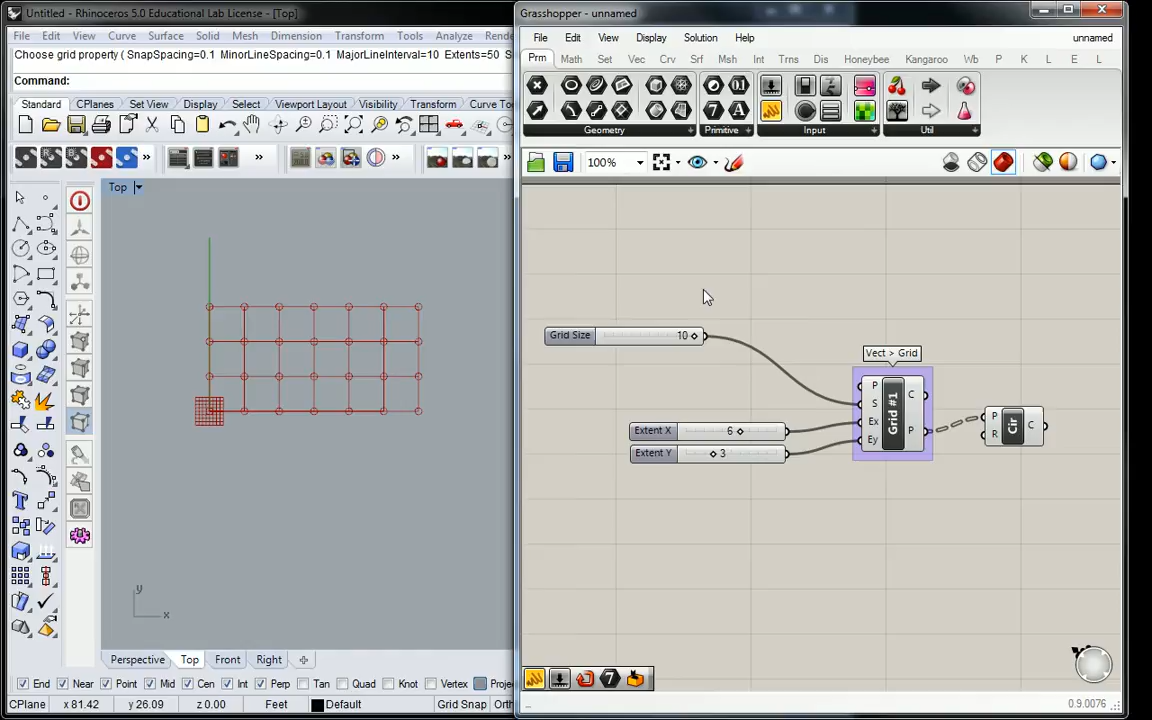 Untitled - Rhinoceros 5.0 Educational Lab License - [Top]
File Edit View Curve Surface Solid Mesh Dimension Transform Tools Analyze
Choose grid property ( SnapSpacing=0.1 MinorLineSpacing=0.1 MajorLineInterval=10 Extents=50 S
Command:
Standard CPlanes Set View Display Select Viewport Layout Visibility Transform Curve To
Top
y
x
Perspective Top Front Right
End Near Point Mid Cen Int Perp Tan Quad Knot Vertex Project
CPlane x 81.42 y 26.09 z 0.00 Feet Default Grid Snap
Grasshopper - unnamed
File Edit View Display Solution Help unnamed
Prm Math Set Vec Crv Srf Msh Int Trns Dis Honeybee Kangaroo Wb P K L E L
Geometry Primitive Input Util
100%
Grid Size 10
Extent X 6
Extent Y 3
Vect > Grid
P
S
Ex
Ey
Grid #1
C
P
P
R
Cir
C
0.9.0076